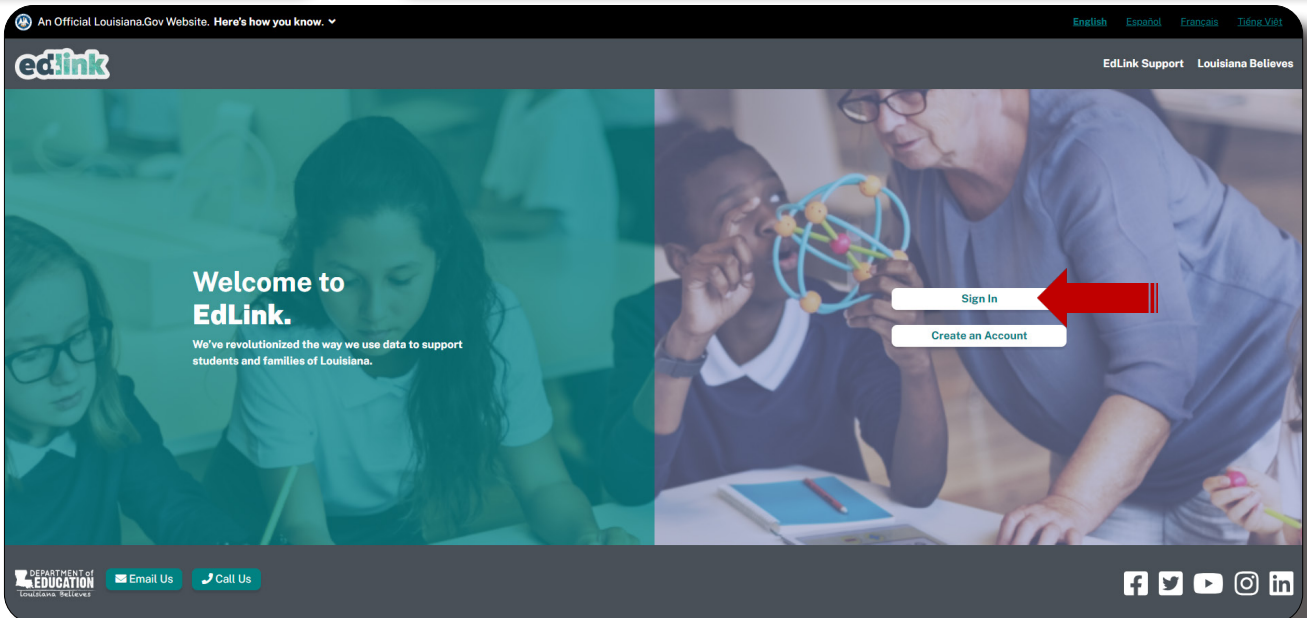 An Official Louisiana.Gov Website. Here's how you know.
English Español Français Tiếng Việt
edlink
EdLink Support Louisiana Believes
Welcome to
EdLink.
We've revolutionized the way we use data to support
students and families of Louisiana.
Sign In
Create an Account
DEPARTMENT of
EDUCATION
Louisiana Believes
Email Us
Call Us